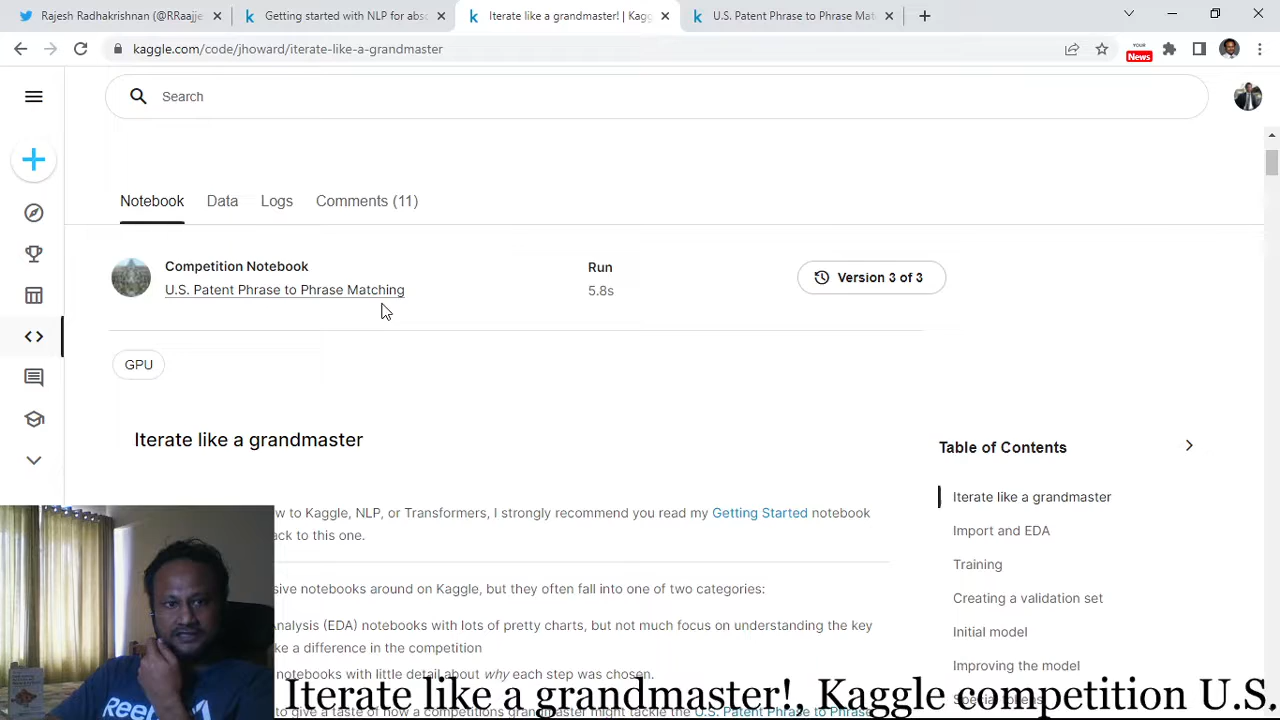 Rajesh Radhakrishnan (@RRaajje
Getting started with NLP for abs
Iterate like a grandmaster! | Kagg
U.S. Patent Phrase to Phrase Mat
kaggle.com/code/jhoward/iterate-like-a-grandmaster
YOUR
News
Search
Notebook
Data
Logs
Comments (11)
Competition Notebook
U.S. Patent Phrase to Phrase Matching
Run
5.8s
Version 3 of 3
GPU
Iterate like a grandmaster
Table of Contents
Iterate like a grandmaster
Import and EDA
Training
Creating a validation set
Initial model
Improving the model
w to Kaggle, NLP, or Transformers, I strongly recommend you read my Getting Started notebook
ack to this one.
sive notebooks around on Kaggle, but they often fall into one of two categories:
nalysis (EDA) notebooks with lots of pretty charts, but not much focus on understanding the key
ke a difference in the competition
notebooks with little detail about why each step was chosen.
Iterate like a grandmaster!, Kaggle competition U.S.